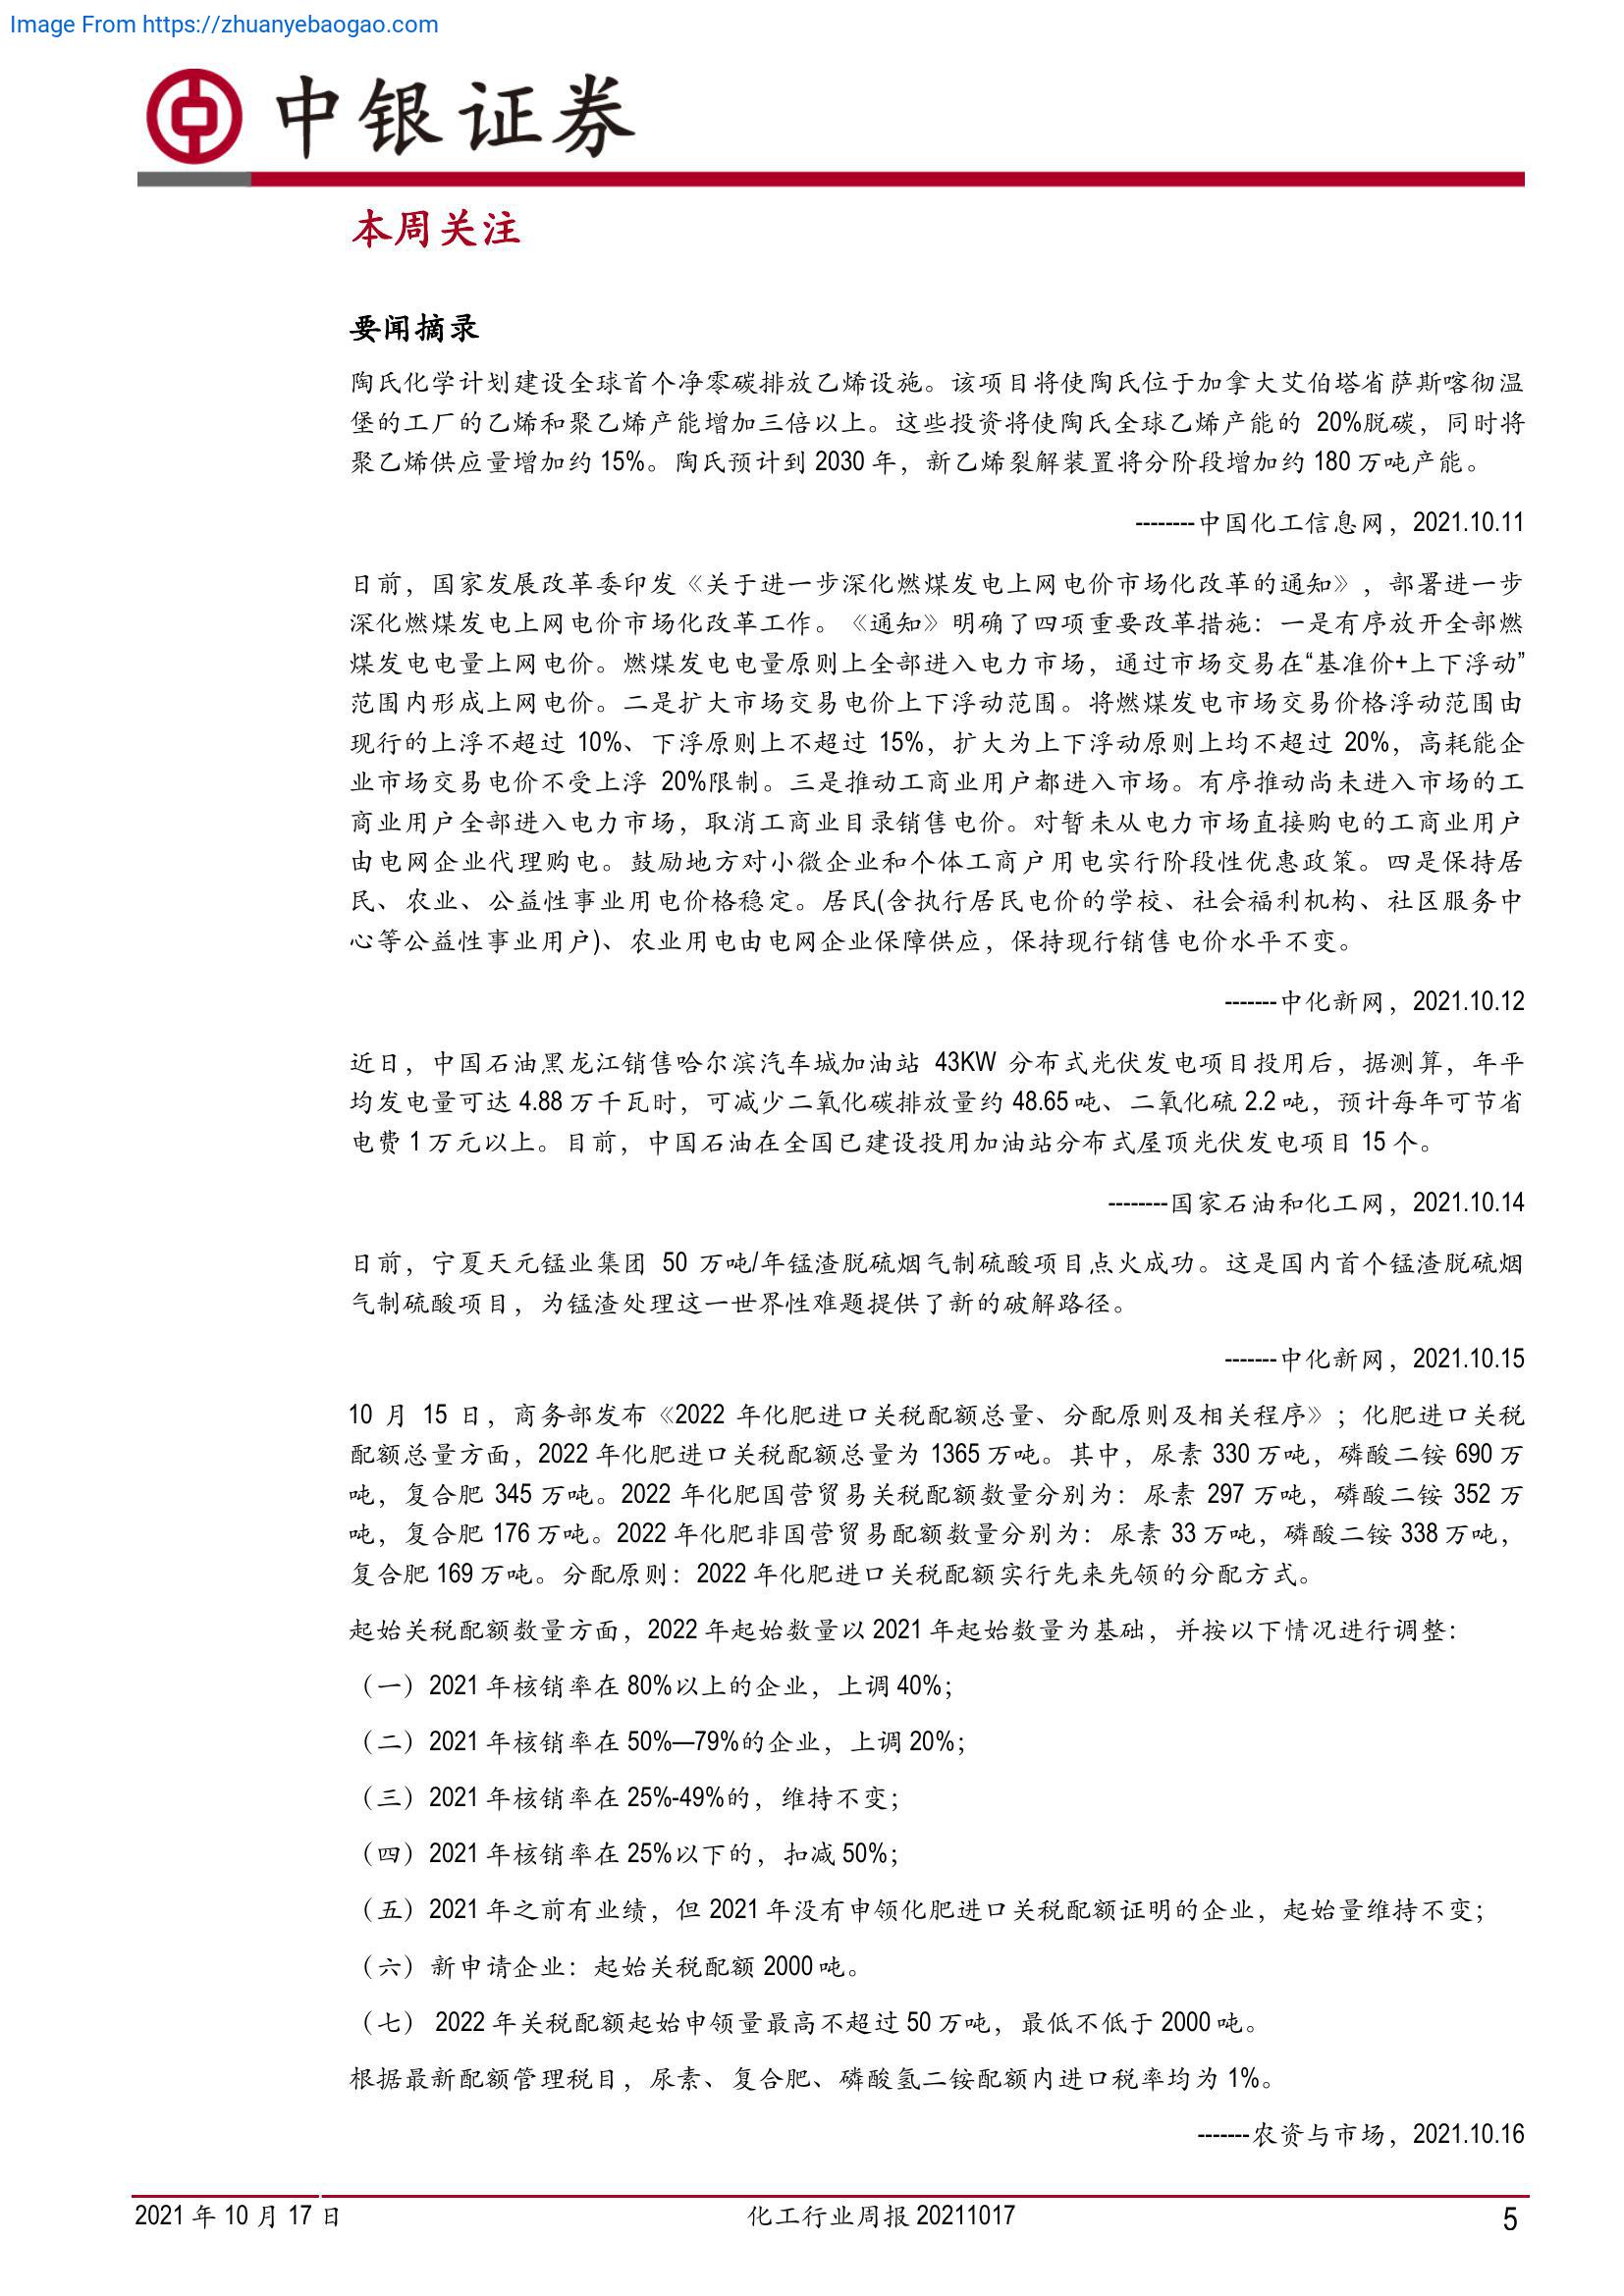 Image From https://zhuanyebaogao.com
中银证券
本周关注
要闻摘录
陶氏化学计划建设全球首个净零碳排放乙烯设施。该项目将使陶氏位于加拿大艾伯塔省萨斯喀彻温
堡的工厂的乙烯和聚乙烯产能增加三倍以上。这些投资将使陶氏全球乙烯产能的 20%脱碳，同时将
聚乙烯供应量增加约 15%。陶氏预计到 2030 年，新乙烯裂解装置将分阶段增加约 180 万吨产能。
--------中国化工信息网，2021.10.11
日前，国家发展改革委印发《关于进一步深化燃煤发电上网电价市场化改革的通知》，部署进一步
深化燃煤发电上网电价市场化改革工作。《通知》明确了四项重要改革措施：一是有序放开全部燃
煤发电电量上网电价。燃煤发电电量原则上全部进入电力市场，通过市场交易在“基准价+上下浮动”
范围内形成上网电价。二是扩大市场交易电价上下浮动范围。将燃煤发电市场交易价格浮动范围由
现行的上浮不超过 10%、下浮原则上不超过 15%，扩大为上下浮动原则上均不超过 20%，高耗能企
业市场交易电价不受上浮 20%限制。三是推动工商业用户都进入市场。有序推动尚未进入市场的工
商业用户全部进入电力市场，取消工商业目录销售电价。对暂未从电力市场直接购电的工商业用户
由电网企业代理购电。鼓励地方对小微企业和个体工商户用电实行阶段性优惠政策。四是保持居
民、农业、公益性事业用电价格稳定。居民(含执行居民电价的学校、社会福利机构、社区服务中
心等公益性事业用户)、农业用电由电网企业保障供应，保持现行销售电价水平不变。
-------中化新网，2021.10.12
近日，中国石油黑龙江销售哈尔滨汽车城加油站 43KW 分布式光伏发电项目投用后，据测算，年平
均发电量可达 4.88 万千瓦时，可减少二氧化碳排放量约 48.65 吨、二氧化硫 2.2 吨，预计每年可节省
电费 1 万元以上。目前，中国石油在全国已建设投用加油站分布式屋顶光伏发电项目 15 个。
--------国家石油和化工网，2021.10.14
日前，宁夏天元锰业集团 50 万吨/年锰渣脱硫烟气制硫酸项目点火成功。这是国内首个锰渣脱硫烟
气制硫酸项目，为锰渣处理这一世界性难题提供了新的破解路径。
-------中化新网，2021.10.15
10 月 15 日，商务部发布《2022 年化肥进口关税配额总量、分配原则及相关程序》；化肥进口关税
配额总量方面，2022 年化肥进口关税配额总量为 1365 万吨。其中，尿素 330 万吨，磷酸二铵 690 万
吨，复合肥 345 万吨。2022 年化肥国营贸易关税配额数量分别为：尿素 297 万吨，磷酸二铵 352 万
吨，复合肥 176 万吨。2022 年化肥非国营贸易配额数量分别为：尿素 33 万吨，磷酸二铵 338 万吨，
复合肥 169 万吨。分配原则：2022 年化肥进口关税配额实行先来先领的分配方式。
起始关税配额数量方面，2022 年起始数量以 2021 年起始数量为基础，并按以下情况进行调整：
（一）2021 年核销率在 80%以上的企业，上调 40%；
（二）2021 年核销率在 50%—79%的企业，上调 20%；
（三）2021 年核销率在 25%-49%的，维持不变；
（四）2021 年核销率在 25%以下的，扣减 50%；
（五）2021 年之前有业绩，但 2021 年没有申领化肥进口关税配额证明的企业，起始量维持不变；
（六）新申请企业：起始关税配额 2000 吨。
（七） 2022 年关税配额起始申领量最高不超过 50 万吨，最低不低于 2000 吨。
根据最新配额管理税目，尿素、复合肥、磷酸氢二铵配额内进口税率均为 1%。
-------农资与市场，2021.10.16
2021 年 10 月 17 日 化工行业周报 20211017 5